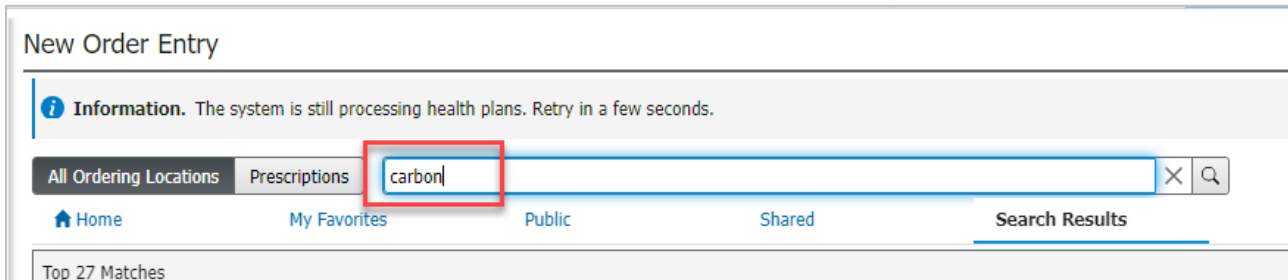 New Order Entry
Information. The system is still processing health plans. Retry in a few seconds.
All Ordering Locations Prescriptions carbon
Home My Favorites Public Shared Search Results
Top 27 Matches